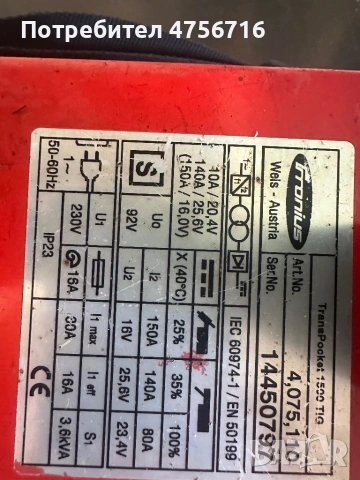 Потребител 4756716
Fronius
Wels - Austria
TransPocket 1500 TIG
Art.No. 4,075,110
Ser.No.
IEC 60974-1 / EN 50199
10A / 20,4V
140A / 25,6V
(150A / 16,0V)
X (40°C) 25% 35% 100%
S
Uo 92V
I2 150A 140A 80A
U2 16V 25,6V 23,4V
1~
50-60Hz
U1 230V
16A
I1 max 30A
I1 eff 16A
S1 3,6kVA
IP23
CE